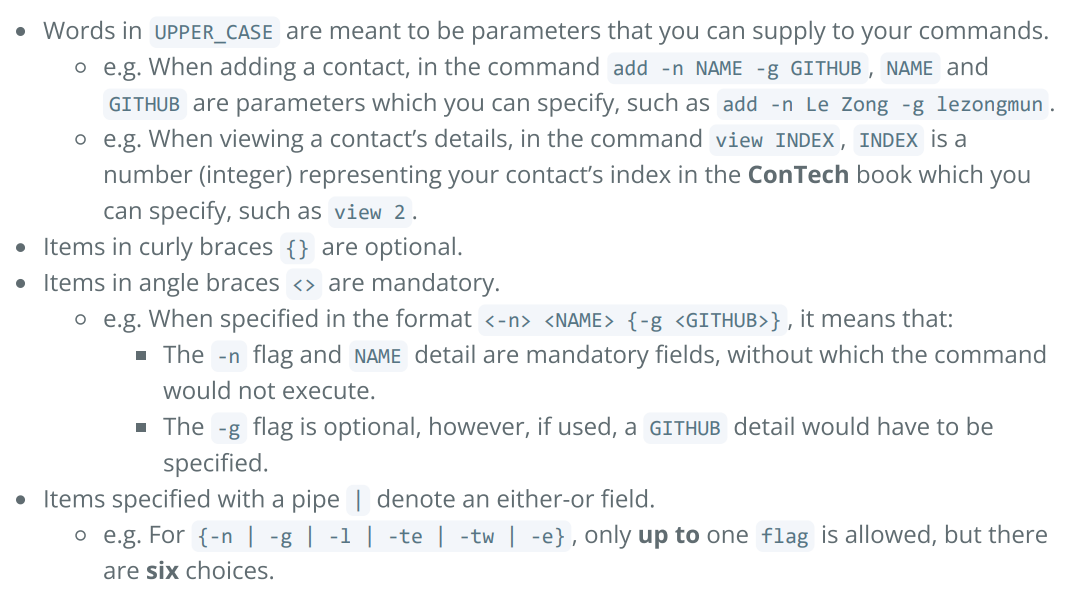 Words in UPPER_CASE are meant to be parameters that you can supply to your commands.
e.g. When adding a contact, in the command add -n NAME -g GITHUB, NAME and
GITHUB are parameters which you can specify, such as add -n Le Zong -g lezongmun.
e.g. When viewing a contact’s details, in the command view INDEX, INDEX is a
number (integer) representing your contact’s index in the ConTech book which you
can specify, such as view 2.
Items in curly braces {} are optional.
Items in angle braces <> are mandatory.
e.g. When specified in the format <-n> <NAME> {-g <GITHUB>}, it means that:
The -n flag and NAME detail are mandatory fields, without which the command
would not execute.
The -g flag is optional, however, if used, a GITHUB detail would have to be
specified.
Items specified with a pipe | denote an either-or field.
e.g. For {-n | -g | -l | -te | -tw | -e}, only up to one flag is allowed, but there
are six choices.